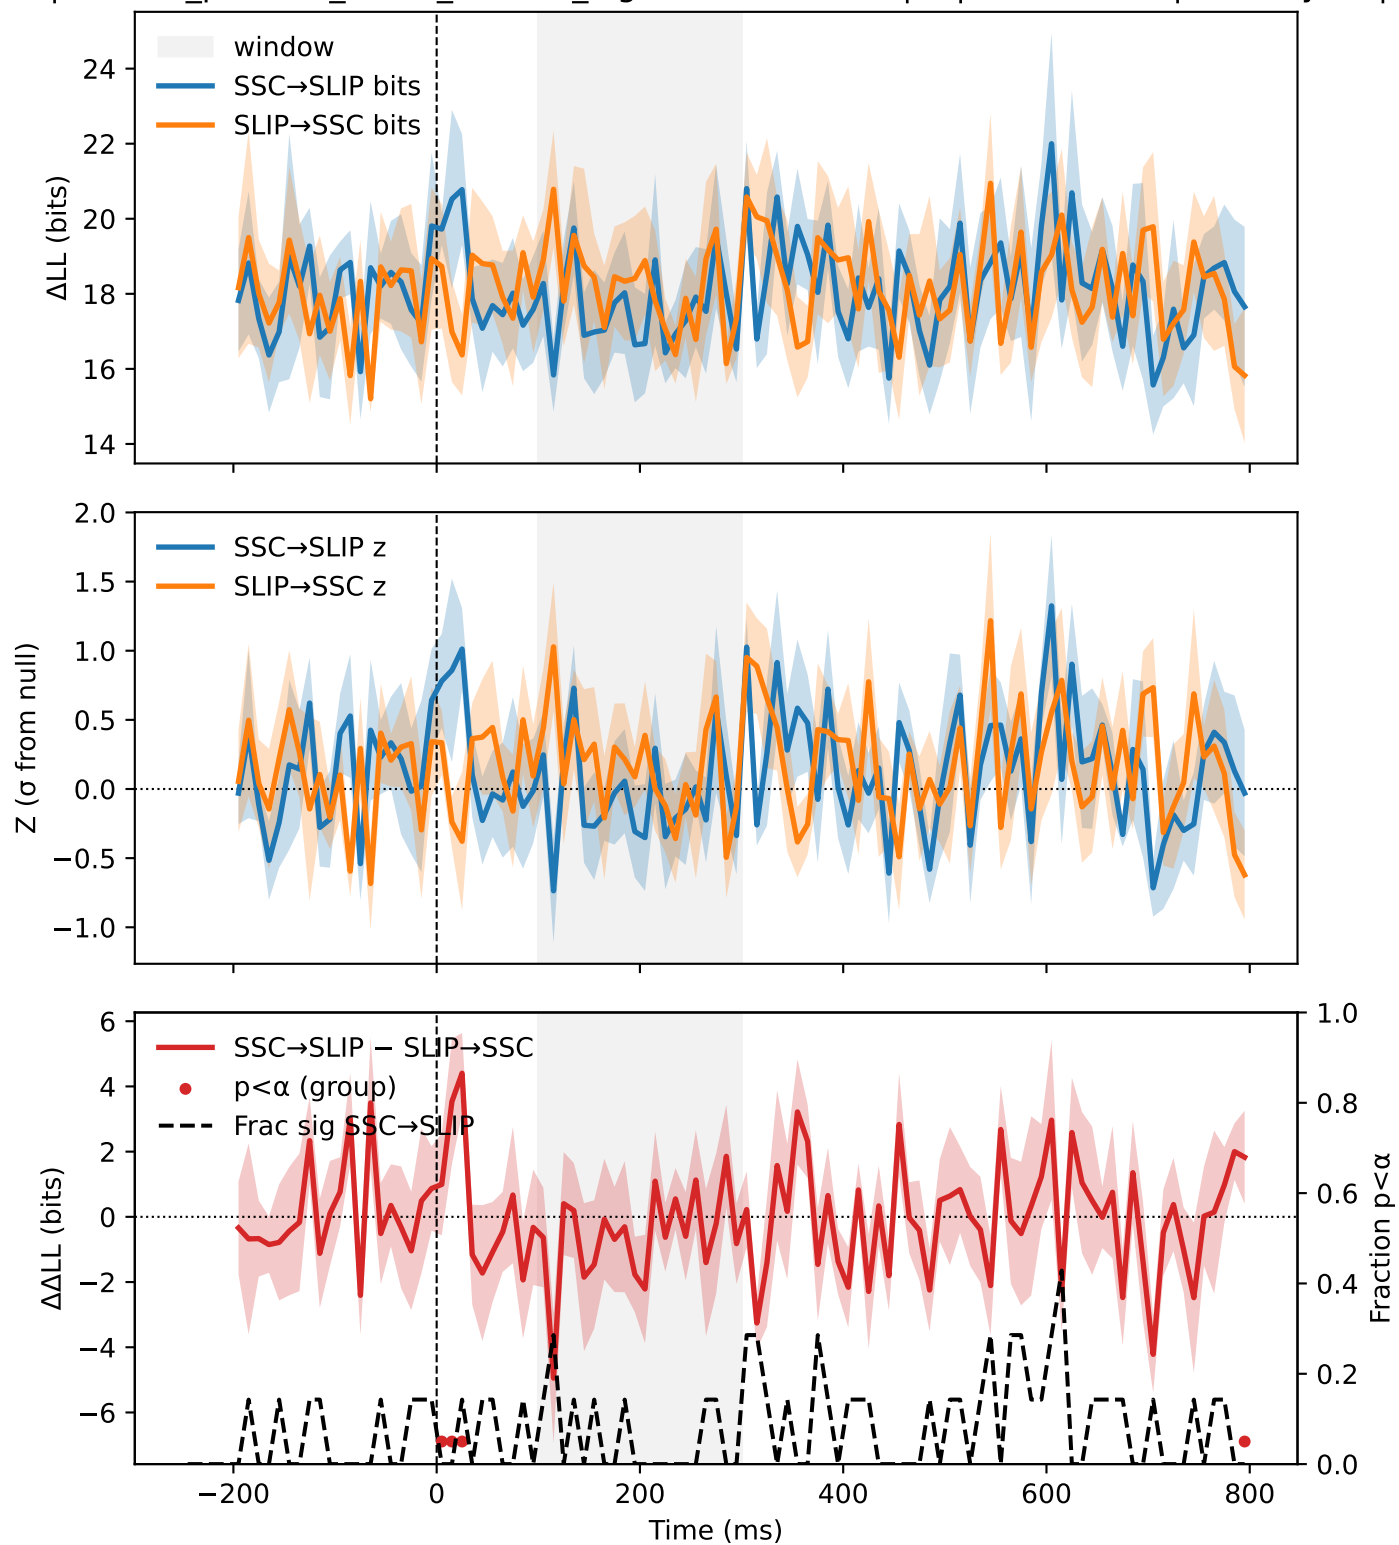 24
22
20
18
16
14
ΔLL (bits)
window
SSC→SLIP bits
SLIP→SSC bits
2.0
1.5
1.0
0.5
0.0
−0.5
−1.0
Z (σ from null)
SSC→SLIP z
SLIP→SSC z
6
4
2
0
−2
−4
−6
ΔΔLL (bits)
SSC→SLIP − SLIP→SSC
p<α (group)
Frac sig SSC→SLIP
1.0
0.8
0.6
0.4
0.2
0.0
Fraction p<α
−200 0 200 400 600 800
Time (ms)